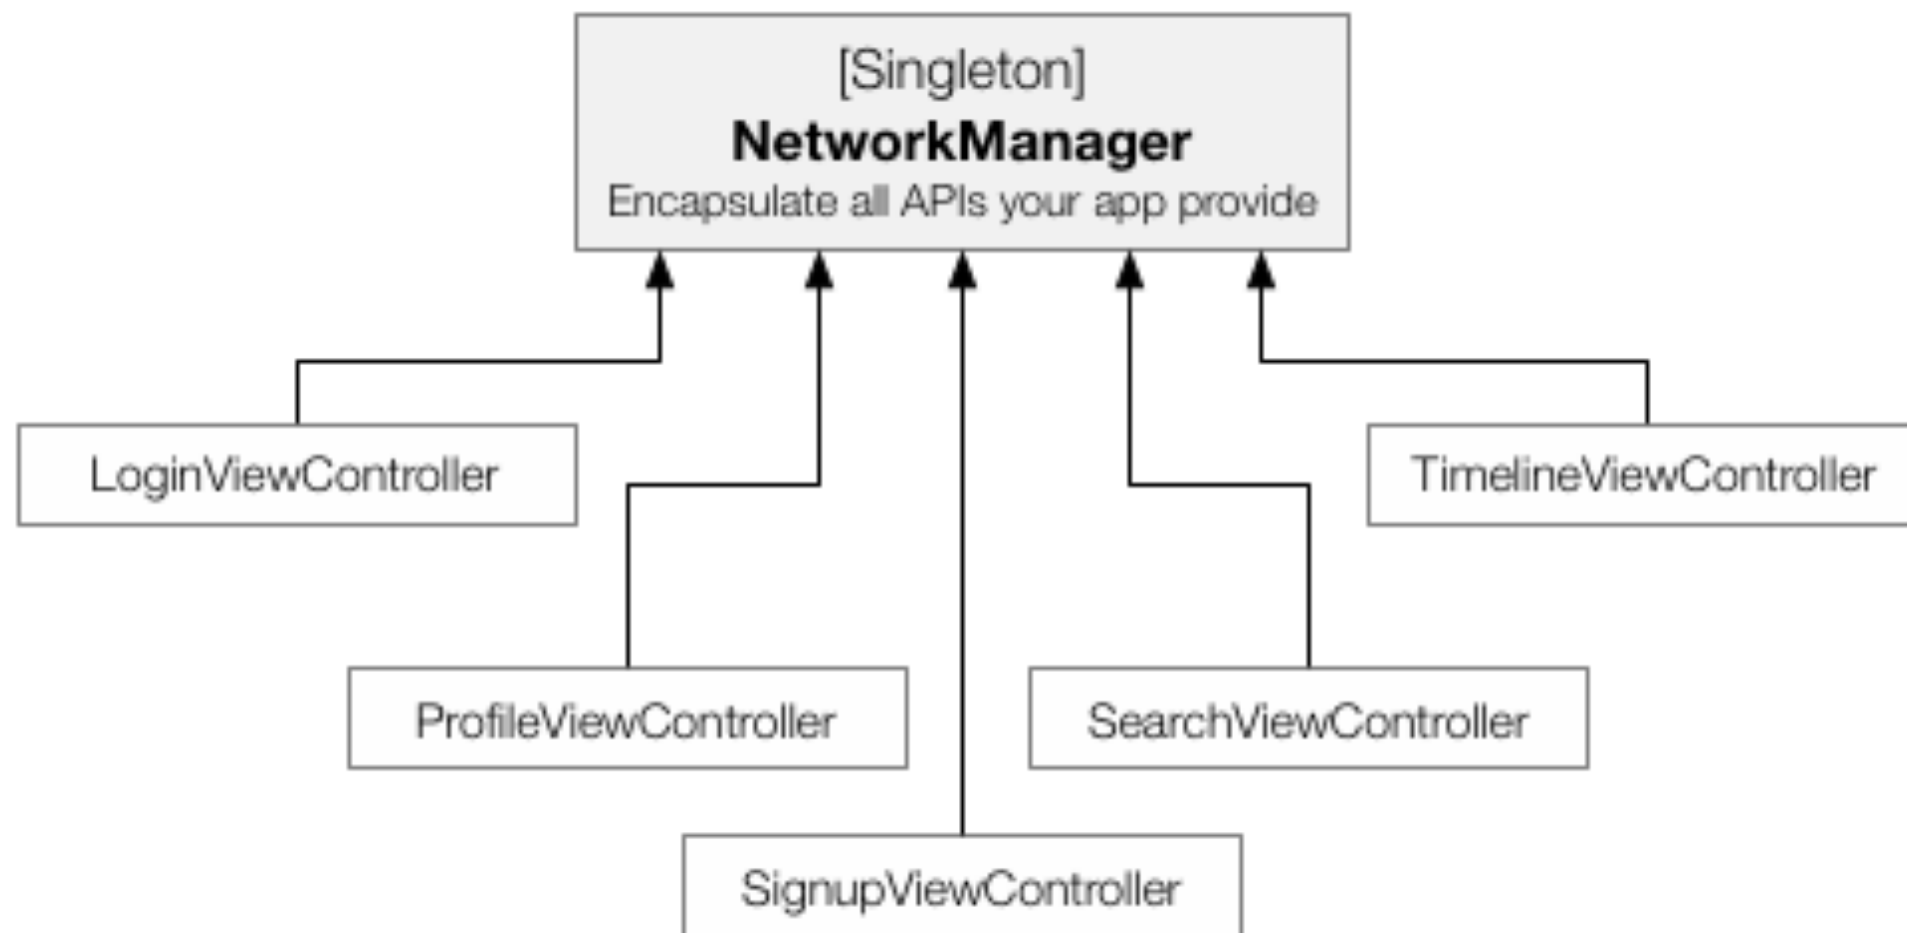 [Singleton]
NetworkManager
Encapsulate all APIs your app provide
LoginViewController
TimelineViewController
ProfileViewController
SearchViewController
SignupViewController